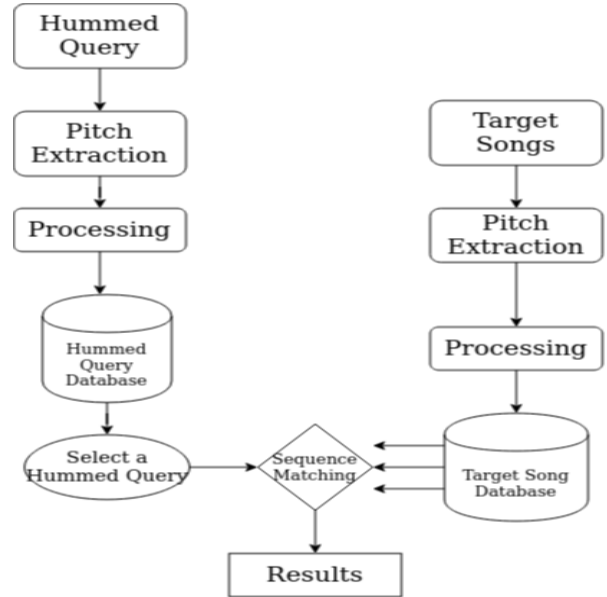 Hummed
Query
Pitch
Extraction
Processing
Hummed
Query
Database
Select a
Hummed Query
Target
Songs
Pitch
Extraction
Processing
Target Song
Database
Sequence
Matching
Results